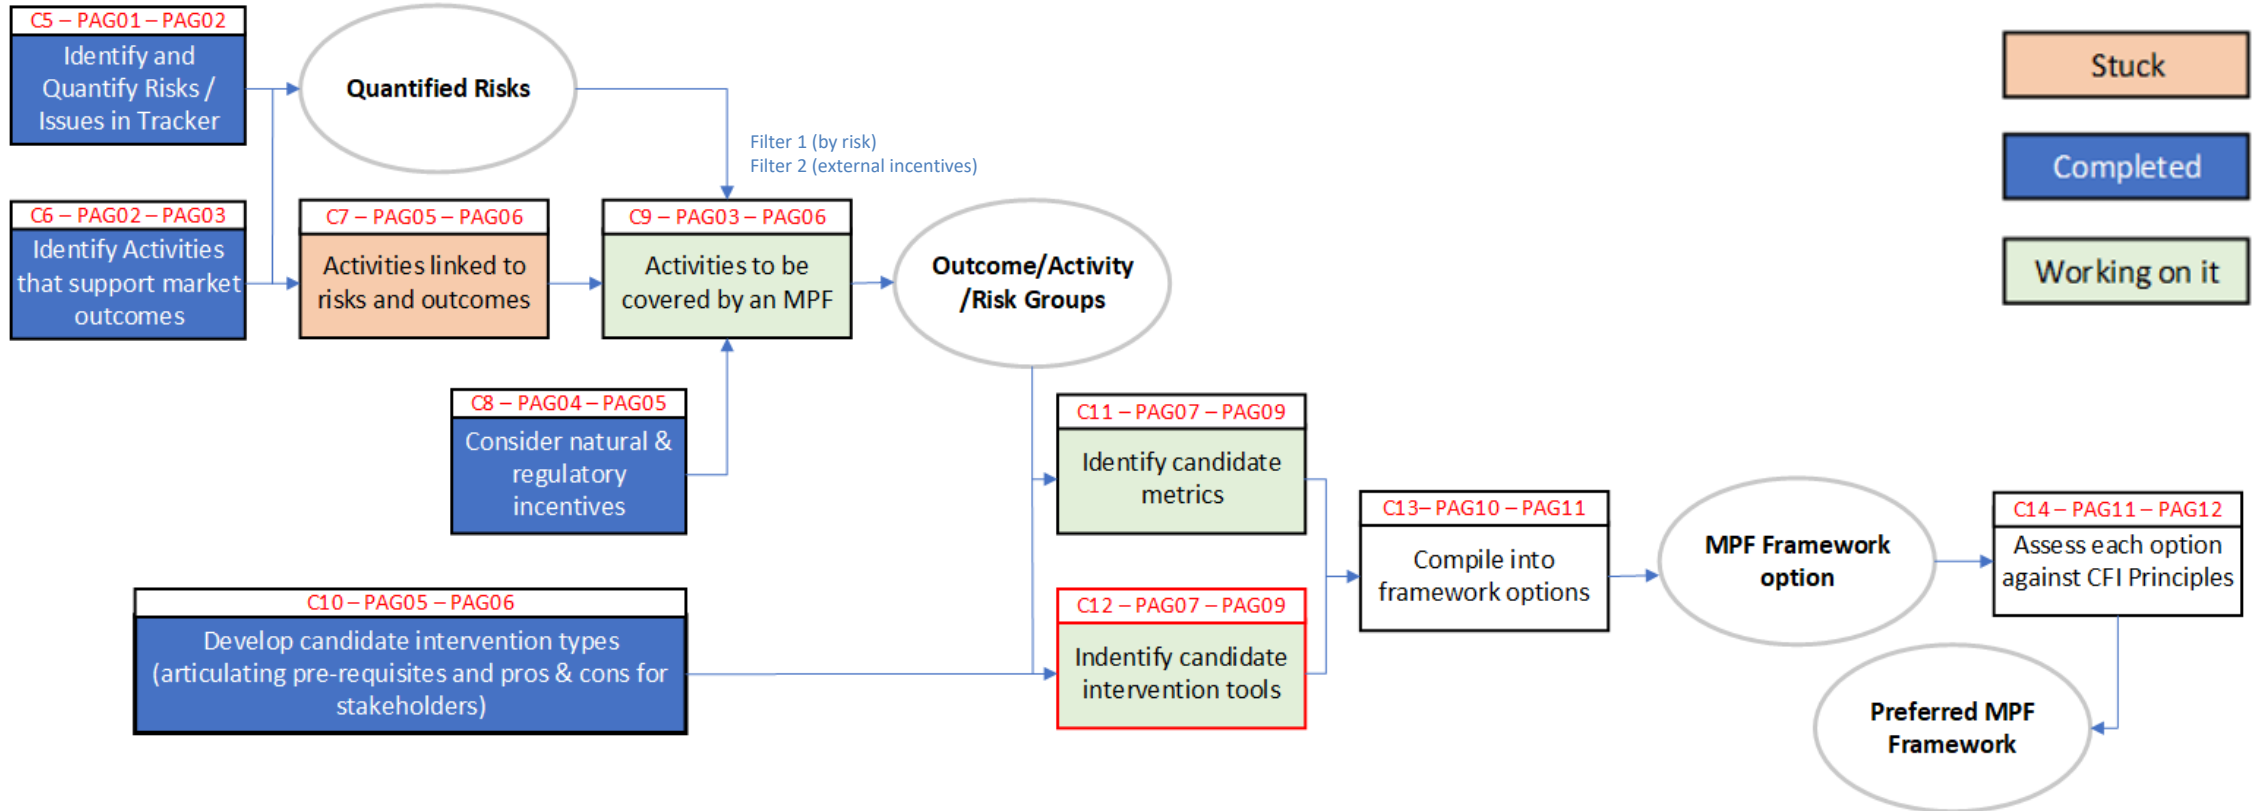 C5 – PAG01 – PAG02
Identify and
Quantify Risks /
Issues in Tracker
Quantified Risks
Stuck
Completed
Working on it
Filter 1 (by risk)
Filter 2 (external incentives)
C6 – PAG02 – PAG03
Identify Activities
that support market
outcomes
C7 – PAG05 – PAG06
Activities linked to
risks and outcomes
C9 – PAG03 – PAG06
Activities to be
covered by an MPF
Outcome/Activity
/Risk Groups
C8 – PAG04 – PAG05
Consider natural &
regulatory
incentives
C11 – PAG07 – PAG09
Identify candidate
metrics
C10 – PAG05 – PAG06
Develop candidate intervention types
(articulating pre-requisites and pros & cons for
stakeholders)
C12 – PAG07 – PAG09
Indentify candidate
intervention tools
C13– PAG10 – PAG11
Compile into
framework options
MPF Framework
option
C14 – PAG11 – PAG12
Assess each option
against CFI Principles
Preferred MPF
Framework